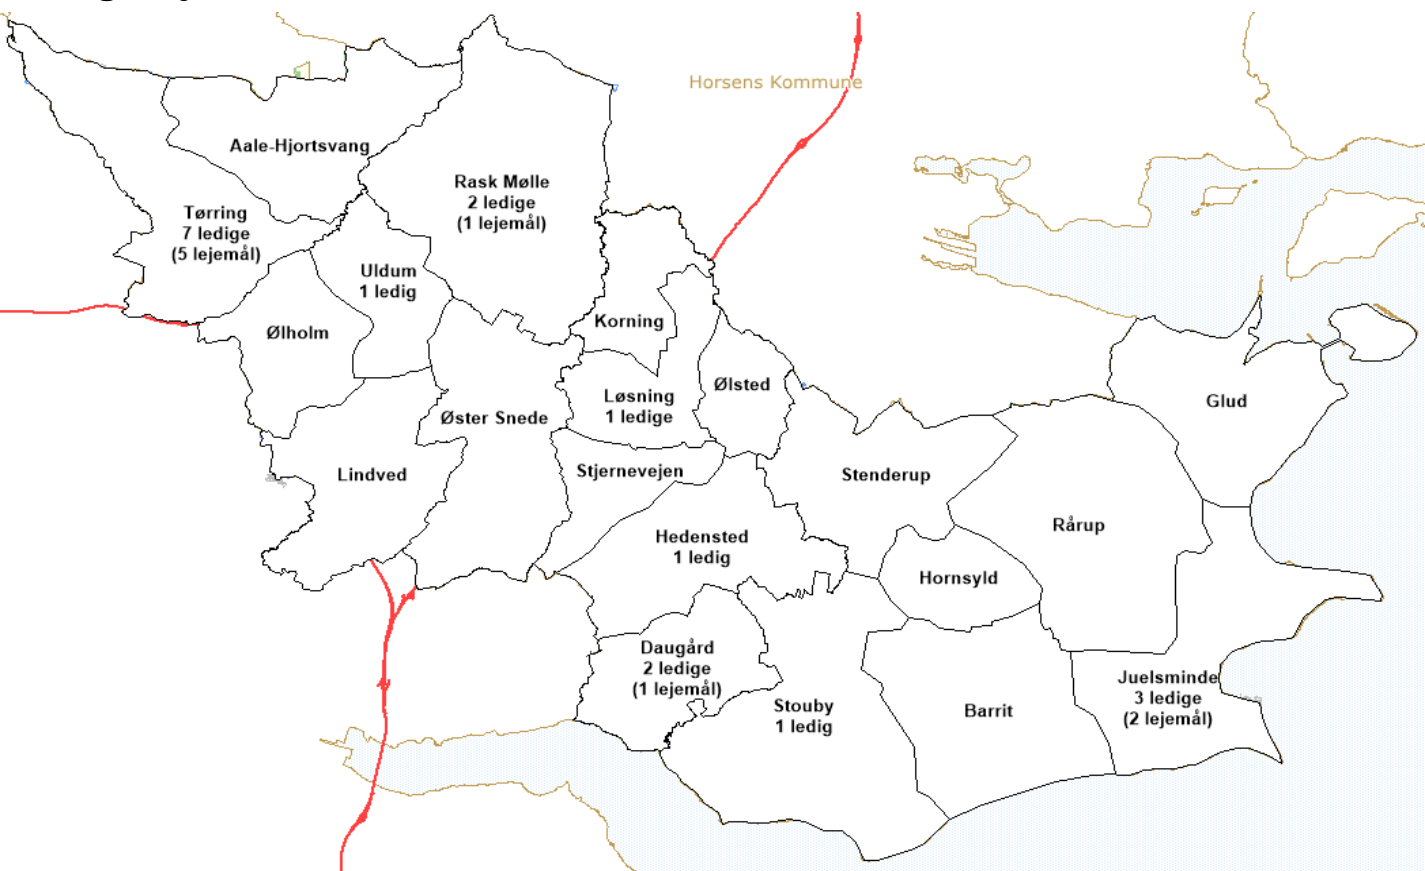 Horsens Kommune
Aale-Hjortsvang
Rask Mølle
2 ledige
(1 lejemål)
Tørring
7 ledige
(5 lejemål)
Uldum
1 ledig
Ølholm
Korning
Ølsted
Løsning
1 ledige
Glud
Øster Snede
Stjernevejen
Lindved
Stenderup
Rårup
Hedensted
1 ledig
Hornsyld
Daugård
2 ledige
(1 lejemål)
Juelsminde
3 ledige
(2 lejemål)
Stouby
1 ledig
Barrit